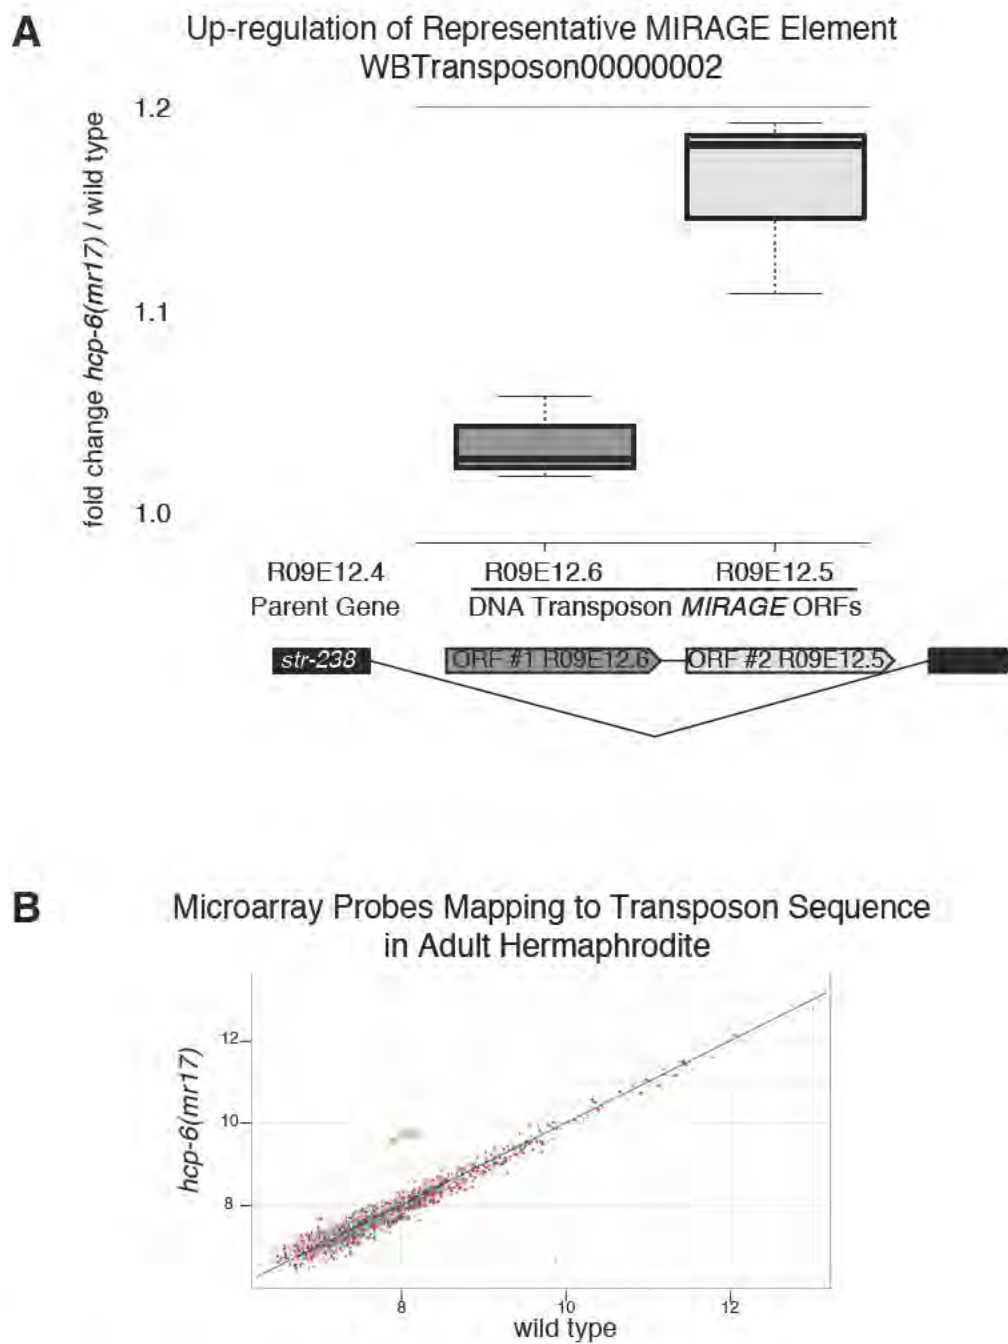 A
Up-regulation of Representative MIRAGE Element
WBTransposon00000002
fold change hcp-6(mr17) / wild type
1.2
1.1
1.0
R09E12.4 R09E12.6 R09E12.5
Parent Gene DNA Transposon MIRAGE ORFs
str-238 ORF #1 R09E12.6 ORF #2 R09E12.5
B
Microarray Probes Mapping to Transposon Sequence
in Adult Hermaphrodite
hcp-6(mr17)
12
10
8
8 10 12
wild type